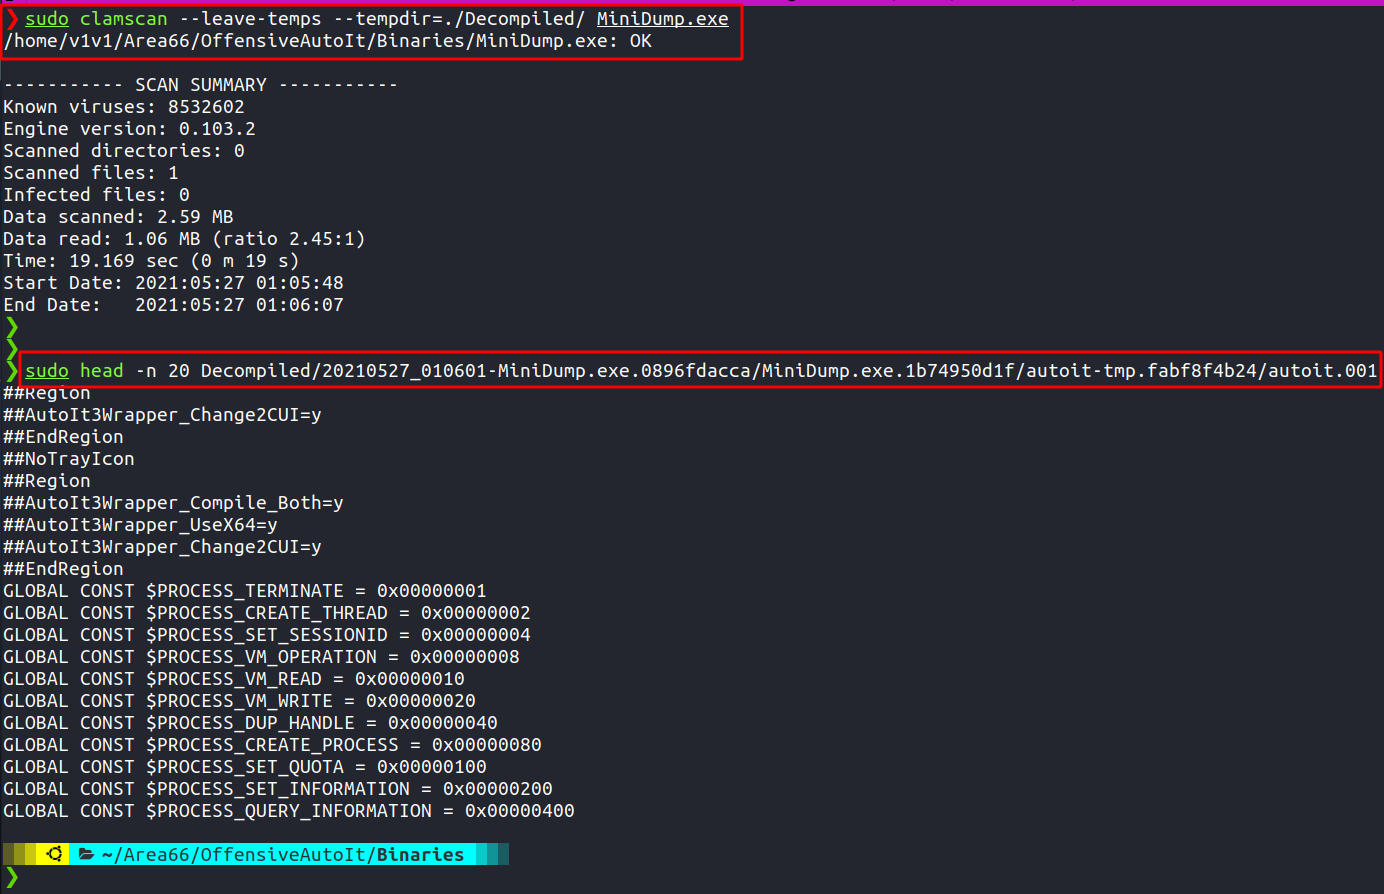 ❯ sudo clamscan --leave-temps --tempdir=./Decompiled/ MiniDump.exe
/home/v1v1/Area66/OffensiveAutoIt/Binaries/MiniDump.exe: OK
----------- SCAN SUMMARY -----------
Known viruses: 8532602
Engine version: 0.103.2
Scanned directories: 0
Scanned files: 1
Infected files: 0
Data scanned: 2.59 MB
Data read: 1.06 MB (ratio 2.45:1)
Time: 19.169 sec (0 m 19 s)
Start Date: 2021:05:27 01:05:48
End Date:   2021:05:27 01:06:07
❯
❯
❯ sudo head -n 20 Decompiled/20210527_010601-MiniDump.exe.0896fdacca/MiniDump.exe.1b74950d1f/autoit-tmp.fabf8f4b24/autoit.001
##Region
##AutoIt3Wrapper_Change2CUI=y
##EndRegion
##NoTrayIcon
##Region
##AutoIt3Wrapper_Compile_Both=y
##AutoIt3Wrapper_UseX64=y
##AutoIt3Wrapper_Change2CUI=y
##EndRegion
GLOBAL CONST $PROCESS_TERMINATE = 0x00000001
GLOBAL CONST $PROCESS_CREATE_THREAD = 0x00000002
GLOBAL CONST $PROCESS_SET_SESSIONID = 0x00000004
GLOBAL CONST $PROCESS_VM_OPERATION = 0x00000008
GLOBAL CONST $PROCESS_VM_READ = 0x00000010
GLOBAL CONST $PROCESS_VM_WRITE = 0x00000020
GLOBAL CONST $PROCESS_DUP_HANDLE = 0x00000040
GLOBAL CONST $PROCESS_CREATE_PROCESS = 0x00000080
GLOBAL CONST $PROCESS_SET_QUOTA = 0x00000100
GLOBAL CONST $PROCESS_SET_INFORMATION = 0x00000200
GLOBAL CONST $PROCESS_QUERY_INFORMATION = 0x00000400
~/Area66/OffensiveAutoIt/Binaries
❯